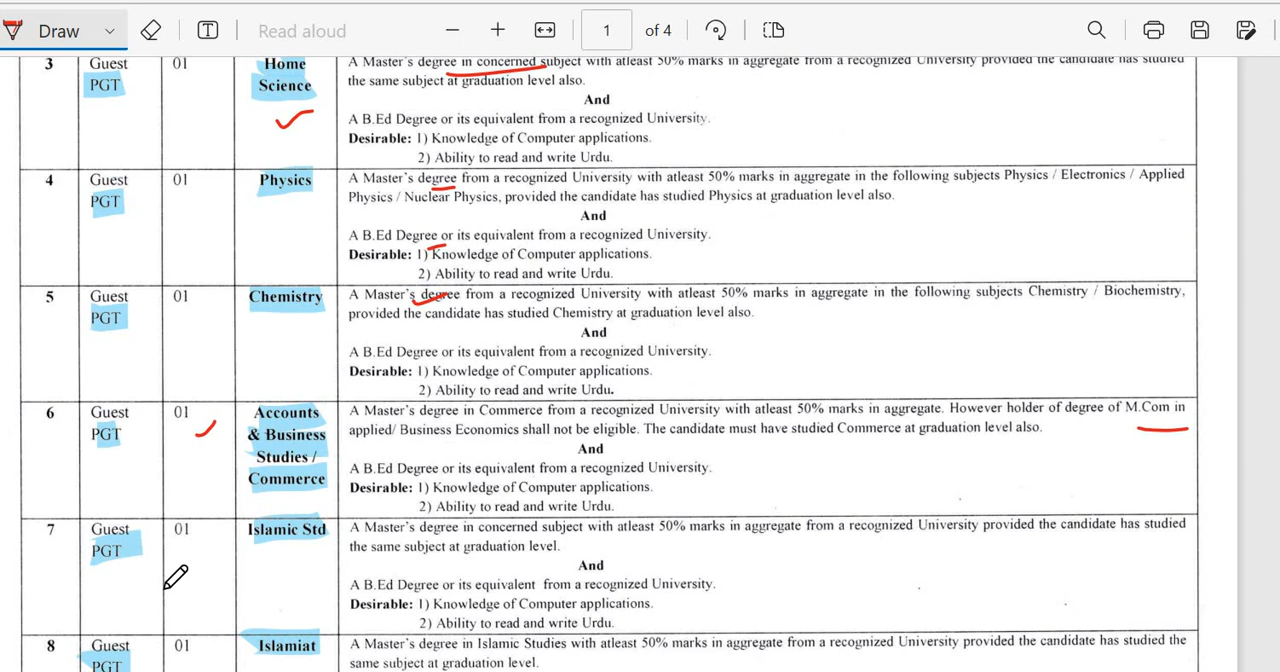 Draw
Read aloud
1 of 4
3 Guest 01 Home A Master's degree in concerned subject with atleast 50% marks in aggregate from a recognized University provided the candidate has studied
PGT Science the same subject at graduation level also.
And
A B.Ed Degree or its equivalent from a recognized University.
Desirable: 1) Knowledge of Computer applications.
2) Ability to read and write Urdu.
4 Guest 01 Physics A Master's degree from a recognized University with atleast 50% marks in aggregate in the following subjects Physics / Electronics / Applied
PGT Physics / Nuclear Physics, provided the candidate has studied Physics at graduation level also.
And
A B.Ed Degree or its equivalent from a recognized University.
Desirable: 1) Knowledge of Computer applications.
2) Ability to read and write Urdu.
5 Guest 01 Chemistry A Master's degree from a recognized University with atleast 50% marks in aggregate in the following subjects Chemistry / Biochemistry,
PGT provided the candidate has studied Chemistry at graduation level also.
And
A B.Ed Degree or its equivalent from a recognized University.
Desirable: 1) Knowledge of Computer applications.
2) Ability to read and write Urdu.
6 Guest 01 Accounts A Master's degree in Commerce from a recognized University with atleast 50% marks in aggregate. However holder of degree of M.Com in
PGT & Business applied/ Business Economics shall not be eligible. The candidate must have studied Commerce at graduation level also.
Studies / And
Commerce A B.Ed Degree or its equivalent from a recognized University.
Desirable: 1) Knowledge of Computer applications.
2) Ability to read and write Urdu.
7 Guest 01 Islamic Std A Master's degree in concerned subject with atleast 50% marks in aggregate from a recognized University provided the candidate has studied
PGT the same subject at graduation level.
And
A B.Ed Degree or its equivalent from a recognized University.
Desirable: 1) Knowledge of Computer applications.
2) Ability to read and write Urdu.
8 Guest 01 Islamiat A Master's degree in Islamic Studies with atleast 50% marks in aggregate from a recognized University provided the candidate has studied the
PGT same subject at graduation level.